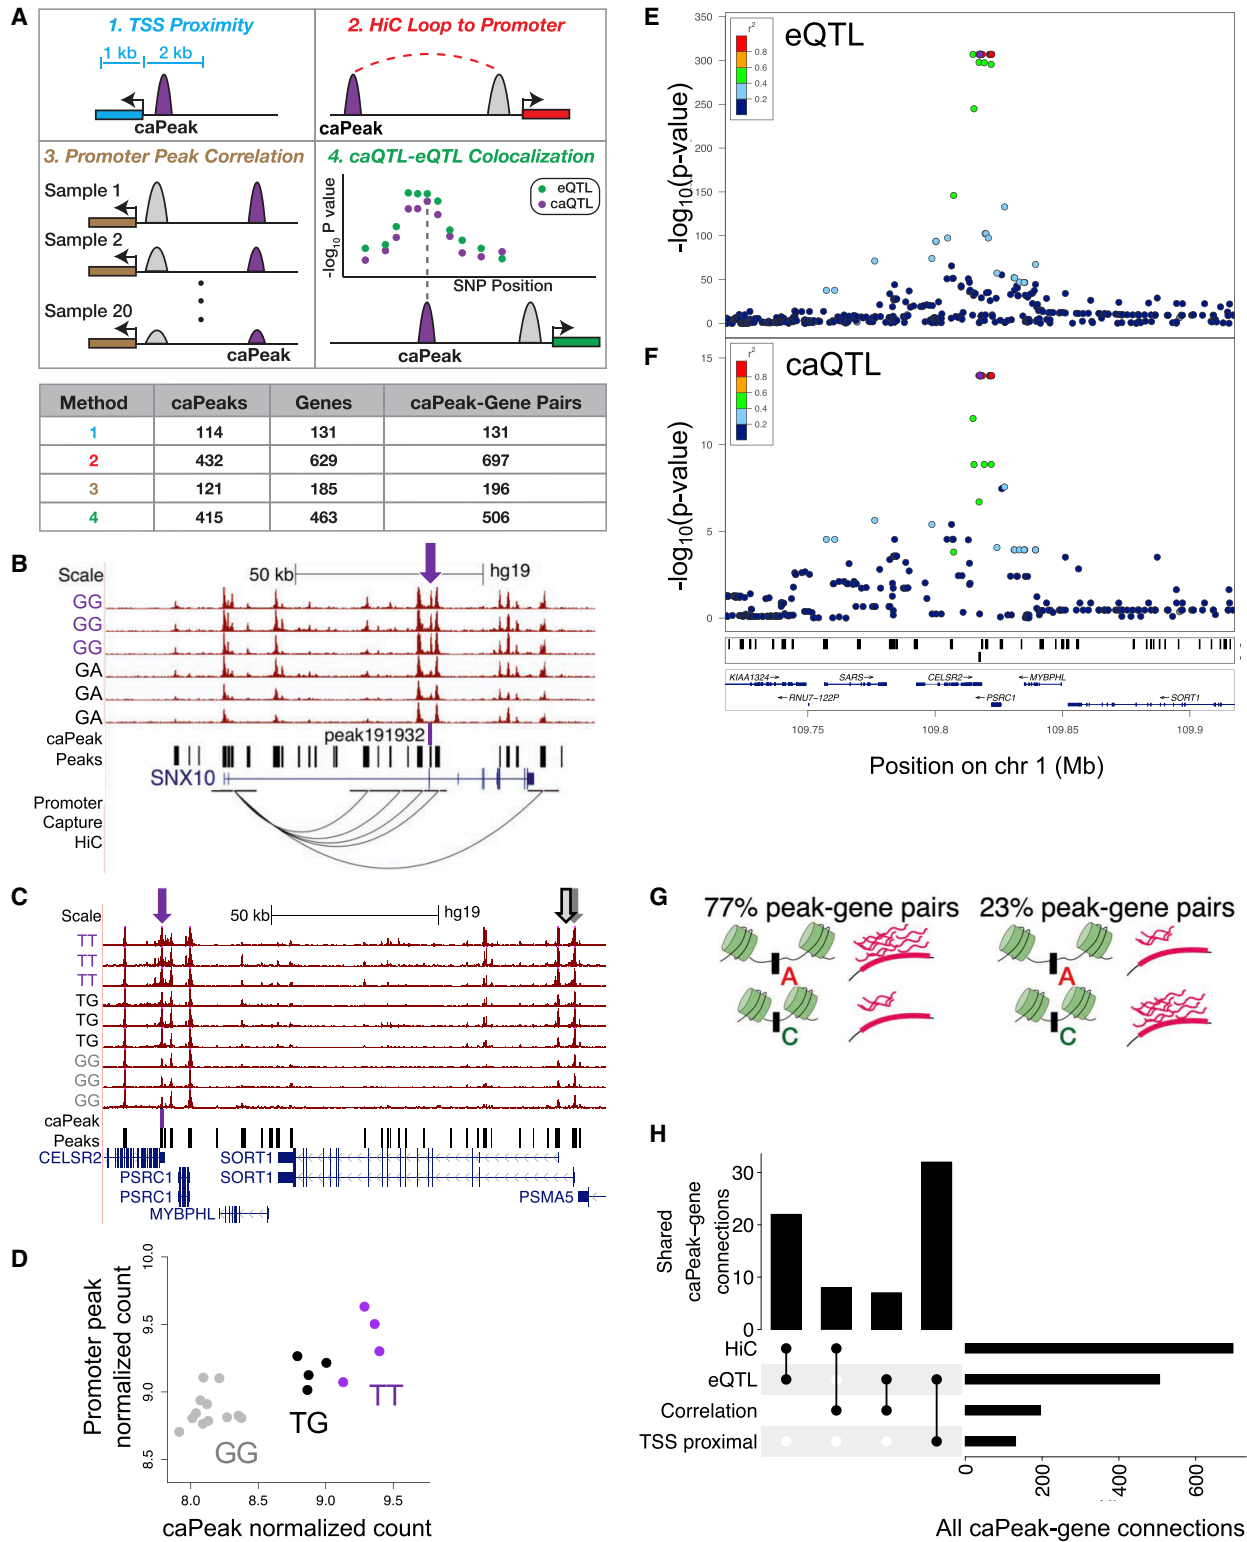 A
1. TSS Proximity
1 kb
2 kb
caPeak
2. HiC Loop to Promoter
caPeak
3. Promoter Peak Correlation
Sample 1
Sample 2
Sample 20
caPeak
4. caQTL-eQTL Colocalization
-log10 P value
eQTL
caQTL
SNP Position
caPeak
Method caPeaks Genes caPeak-Gene Pairs
1 114 131 131
2 432 629 697
3 121 185 196
4 415 463 506
B
Scale 50 kb hg19
GG
GG
GG
GA
GA
GA
caPeak peak191932
Peaks
SNX10
Promoter
Capture
HiC
C
Scale 50 kb hg19
TT
TT
TT
TG
TG
TG
GG
GG
GG
caPeak
Peaks
CELSR2 SORT1
PSRC1 SORT1
PSRC1 PSMA5
MYBPHL
D
Promoter peak
normalized count
10.0
9.5
9.0
8.5
GG
TG
TT
8.0 8.5 9.0 9.5
caPeak normalized count
E
eQTL
r2
0.8
0.6
0.4
0.2
-log10(p-value)
350
300
250
200
150
100
50
0
F
caQTL
r2
0.8
0.6
0.4
0.2
-log10(p-value)
15
10
5
0
KIAA1324 SARS CELSR2 MYBPHL
RNU7-122P PSRC1 SORT1
109.75 109.8 109.85 109.9
Position on chr 1 (Mb)
G
77% peak-gene pairs
A
C
23% peak-gene pairs
A
C
H
Shared
caPeak–gene
connections
30
20
10
0
HiC
eQTL
Correlation
TSS proximal
0 200 400 600
All caPeak-gene connections